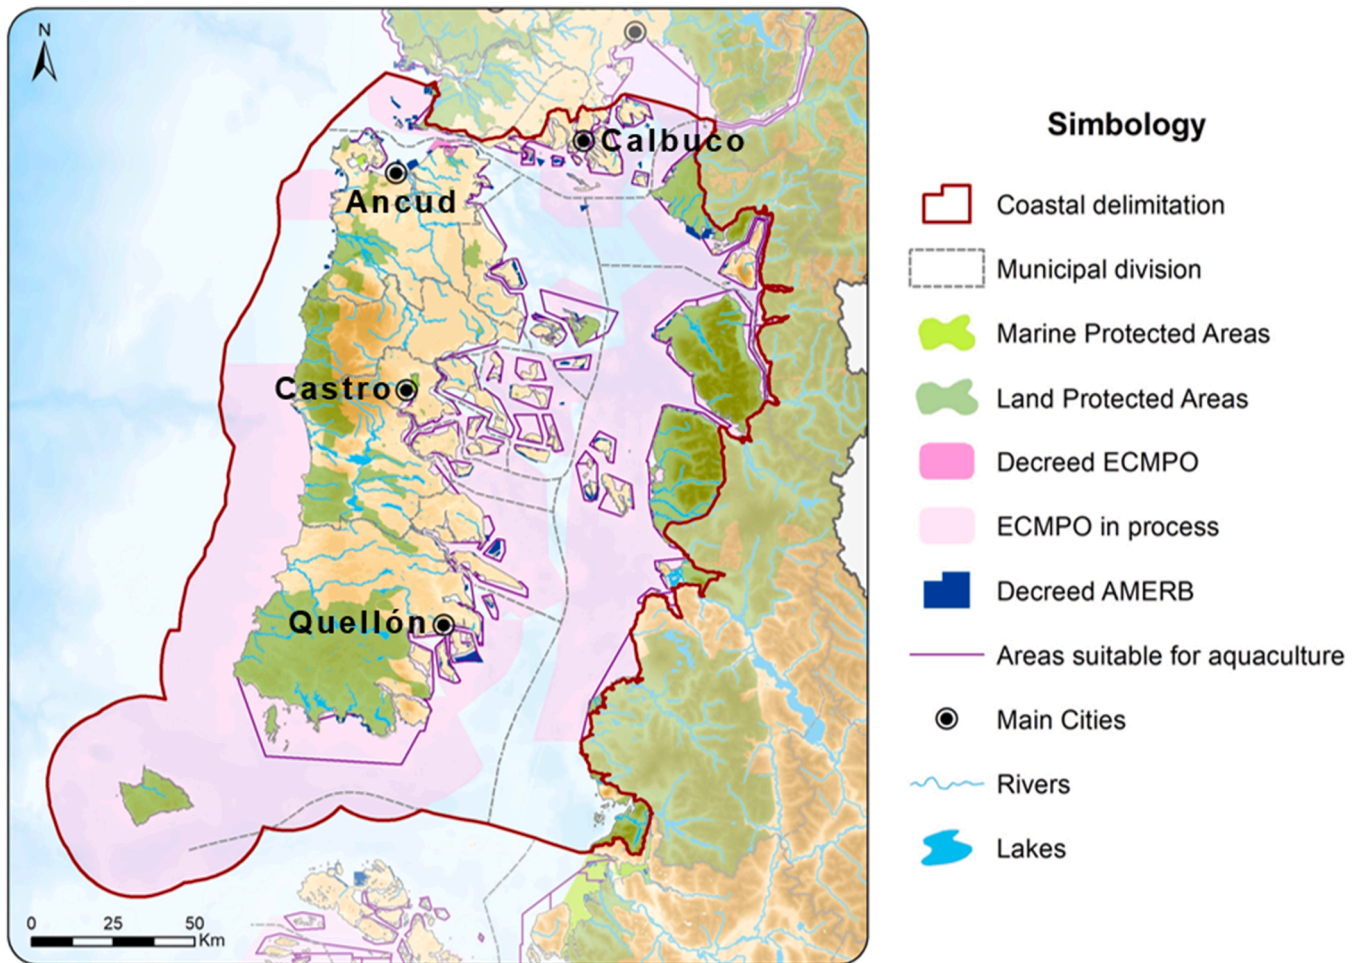 N
Calbuco
Ancud
Castro
Quellón
0 25 50
Km
Simbology
Coastal delimitation
Municipal division
Marine Protected Areas
Land Protected Areas
Decreed ECMPO
ECMPO in process
Decreed AMERB
Areas suitable for aquaculture
Main Cities
Rivers
Lakes